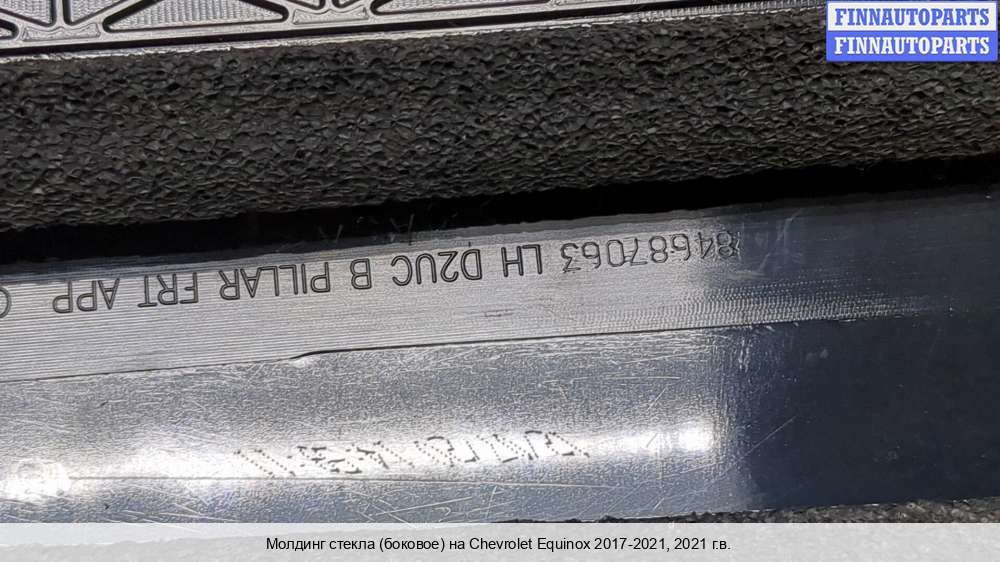 FINNAUTOPARTS
FINNAUTOPARTS
84687063 LH D2UC B PILLAR FRT APP
Молдинг стекла (боковое) на Chevrolet Equinox 2017-2021, 2021 г.в.